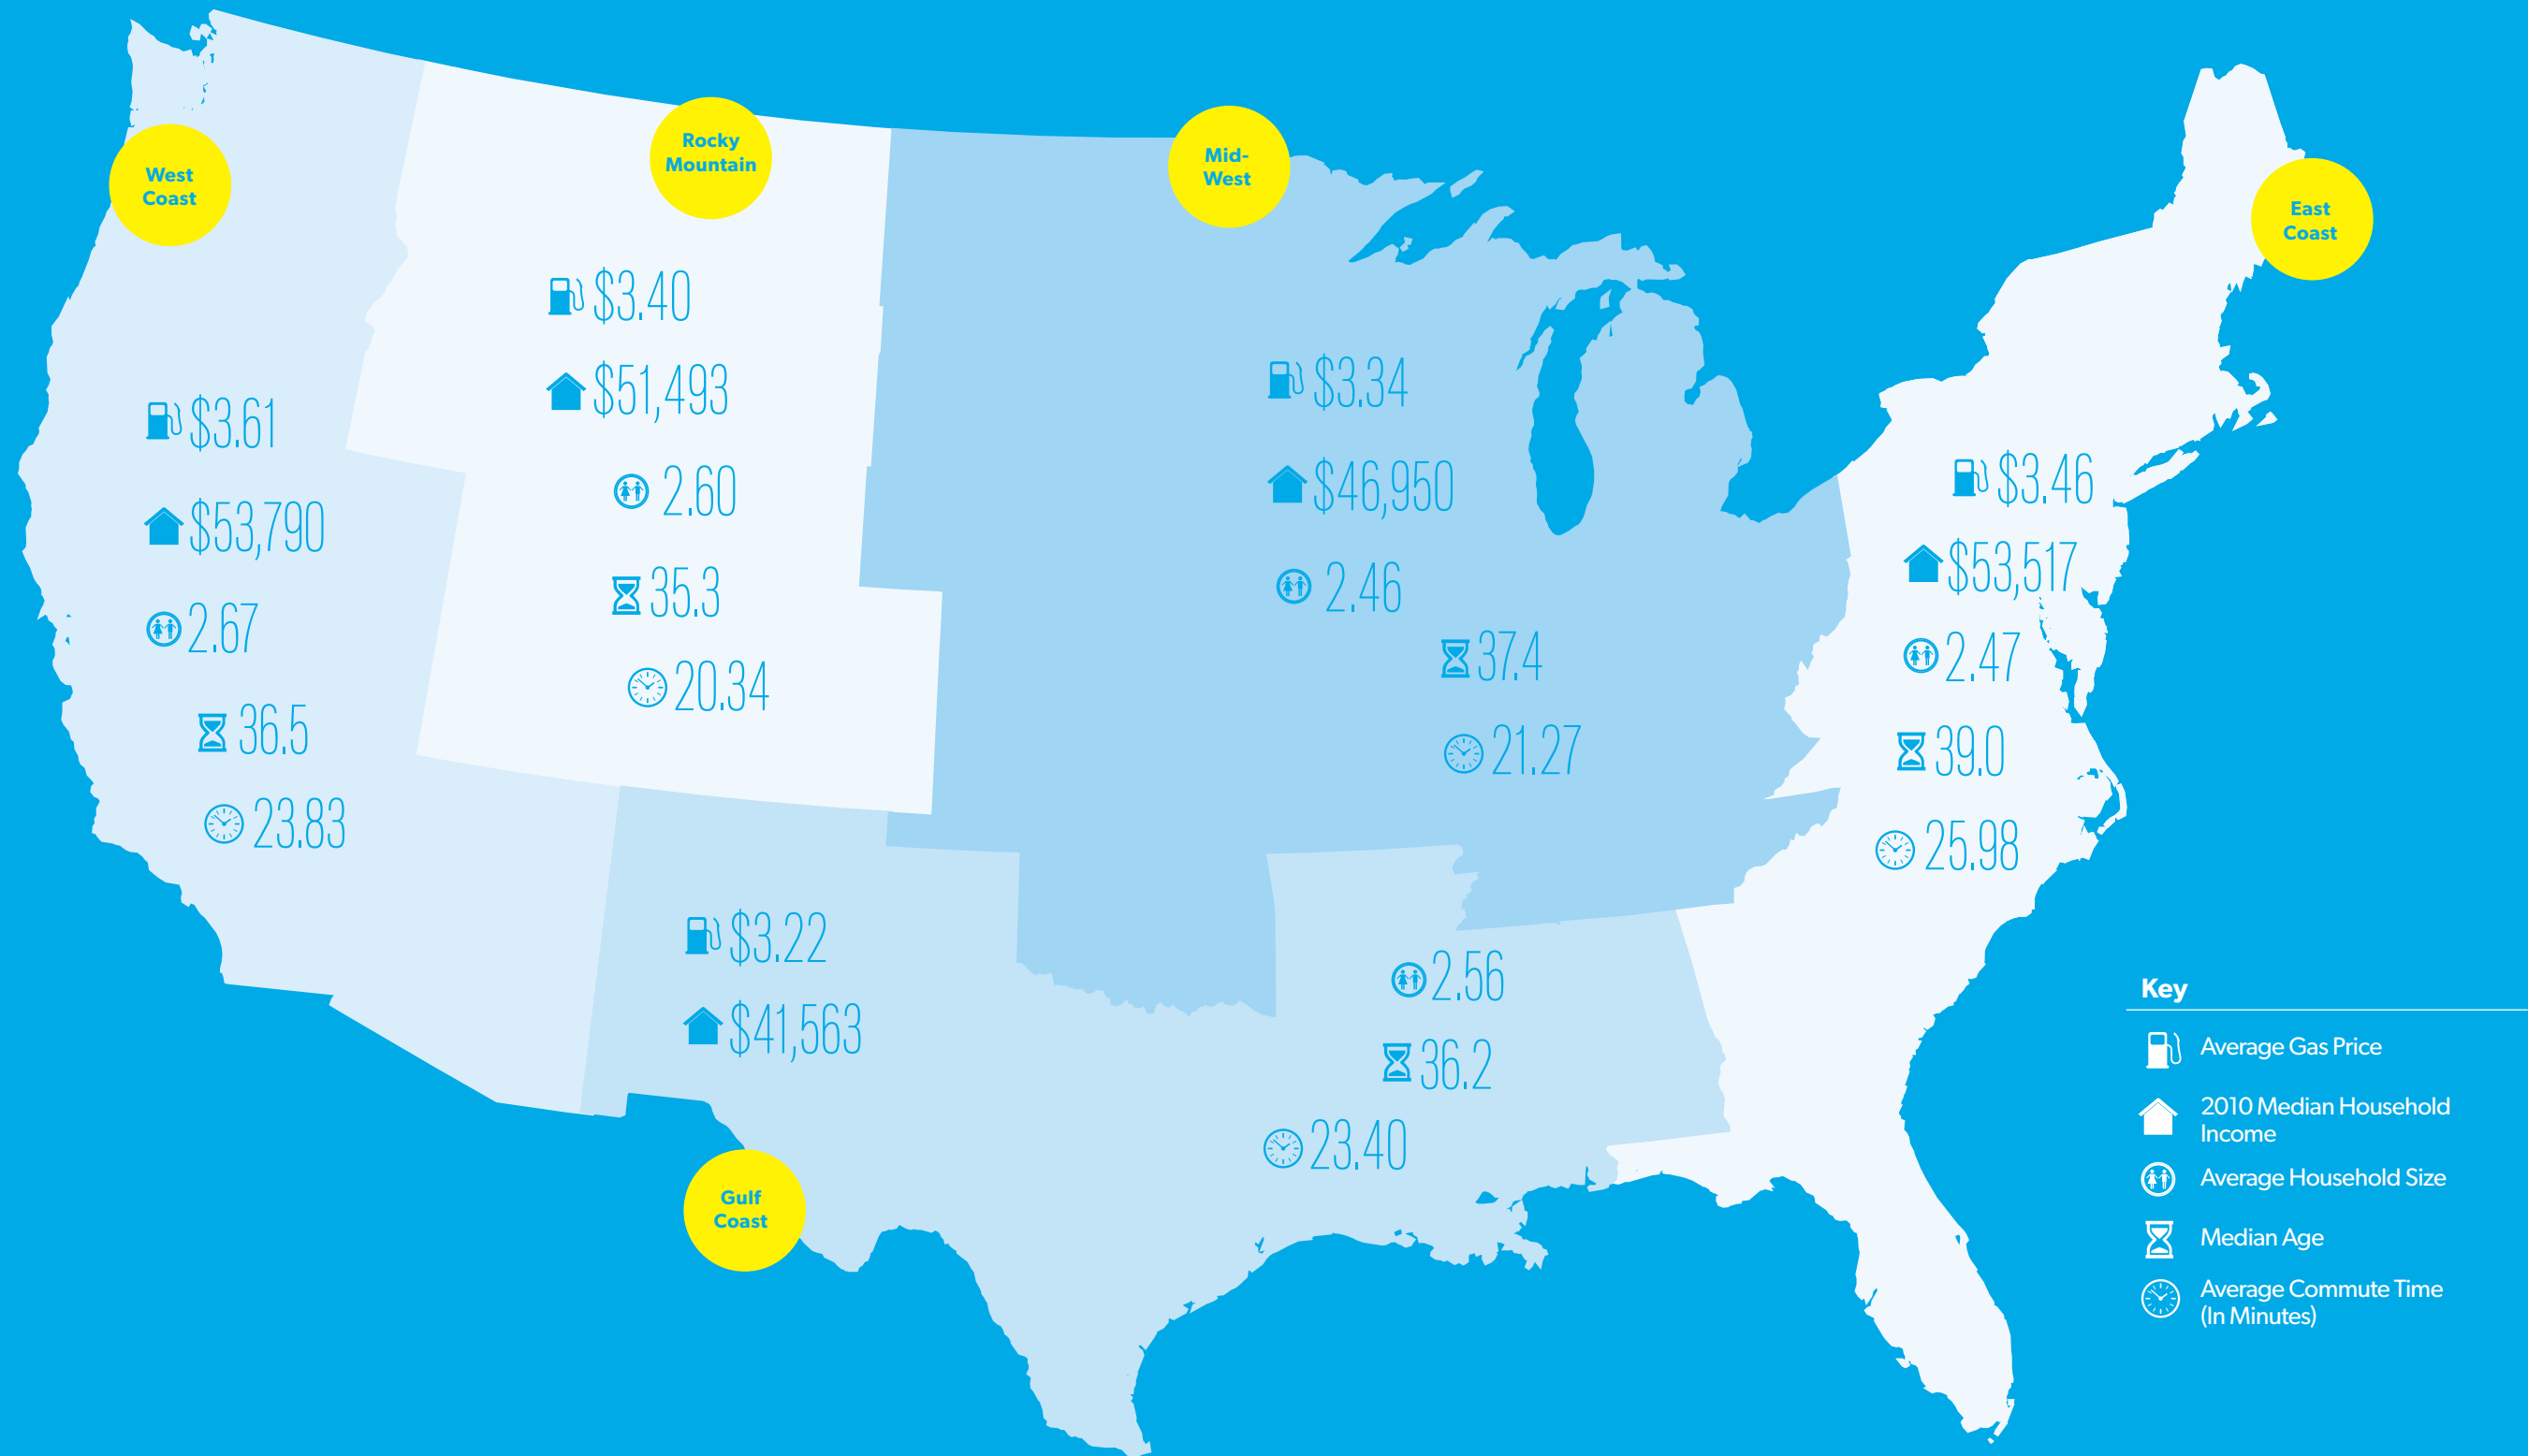 West
Coast
$3.61
$53,790
2.67
36.5
23.83
Rocky
Mountain
$3.40
$51,493
2.60
35.3
20.34
Mid-
West
$3.34
$46,950
2.46
37.4
21.27
East
Coast
$3.46
$53,517
2.47
39.0
25.98
$3.22
$41,563
2.56
36.2
23.40
Gulf
Coast
Key
Average Gas Price
2010 Median Household
Income
Average Household Size
Median Age
Average Commute Time
(In Minutes)